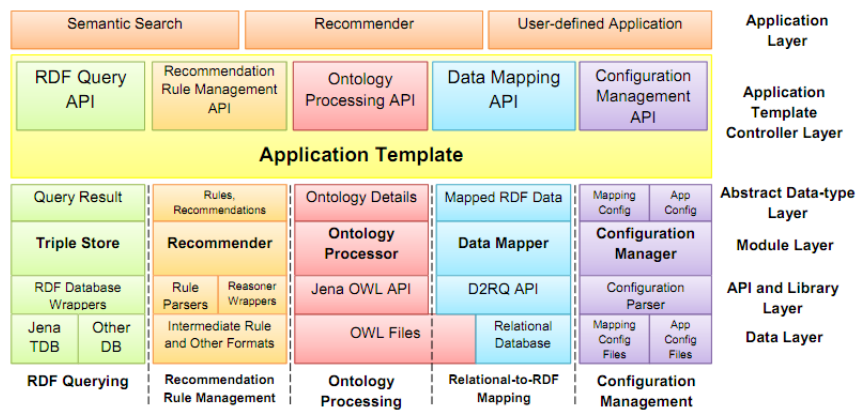 Semantic Search
Recommender
User-defined Application
Application
Layer
RDF Query
API
Recommendation
Rule Management
API
Ontology
Processing API
Data Mapping
API
Configuration
Management
API
Application
Template
Controller Layer
Application Template
Query Result
Rules,
Recommendations
Ontology Details
Mapped RDF Data
Mapping
Config
App
Config
Abstract Data-type
Layer
Triple Store
Recommender
Ontology
Processor
Data Mapper
Configuration
Manager
Module Layer
RDF Database
Wrappers
Rule
Parsers
Reasoner
Wrappers
Jena OWL API
D2RQ API
Configuration
Parser
API and Library
Layer
Jena
TDB
Other
DB
Intermediate Rule
and Other Formats
OWL Files
Relational
Database
Mapping
Config
Files
App
Config
Files
Data Layer
RDF Querying
Recommendation
Rule Management
Ontology
Processing
Relational-to-RDF
Mapping
Configuration
Management